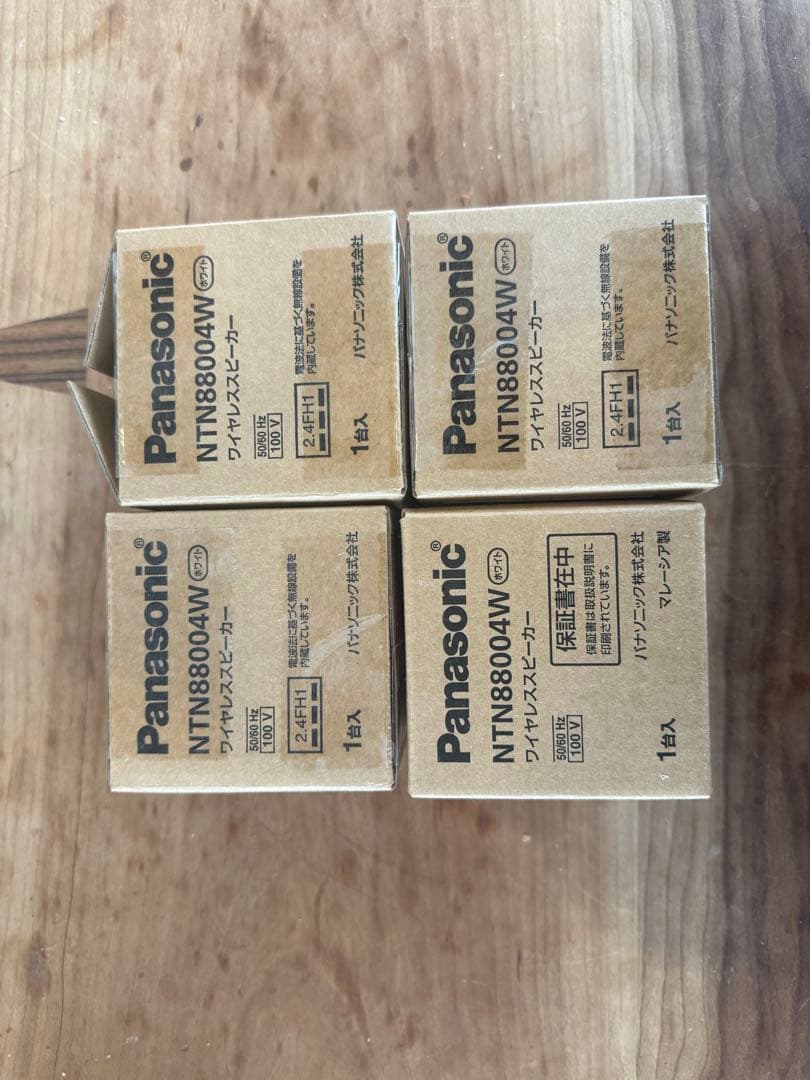 Panasonic®
NTN88004W ホワイト
ワイヤレススピーカー
50/60 Hz
100 V
2.4FH1
電波法に基づく無線設備を
内蔵しています。
1台入
パナソニック株式会社
Panasonic®
NTN88004W ホワイト
ワイヤレススピーカー
50/60 Hz
100 V
2.4FH1
電波法に基づく無線設備を
内蔵しています。
1台入
パナソニック株式会社
Panasonic®
NTN88004W ホワイト
ワイヤレススピーカー
50/60 Hz
100 V
2.4FH1
電波法に基づく無線設備を
内蔵しています。
1台入
パナソニック株式会社
Panasonic®
NTN88004W ホワイト
ワイヤレススピーカー
50/60 Hz
100 V
保証書在中
保証書は取扱説明書に
印刷されています。
1台入
パナソニック株式会社
マレーシア製